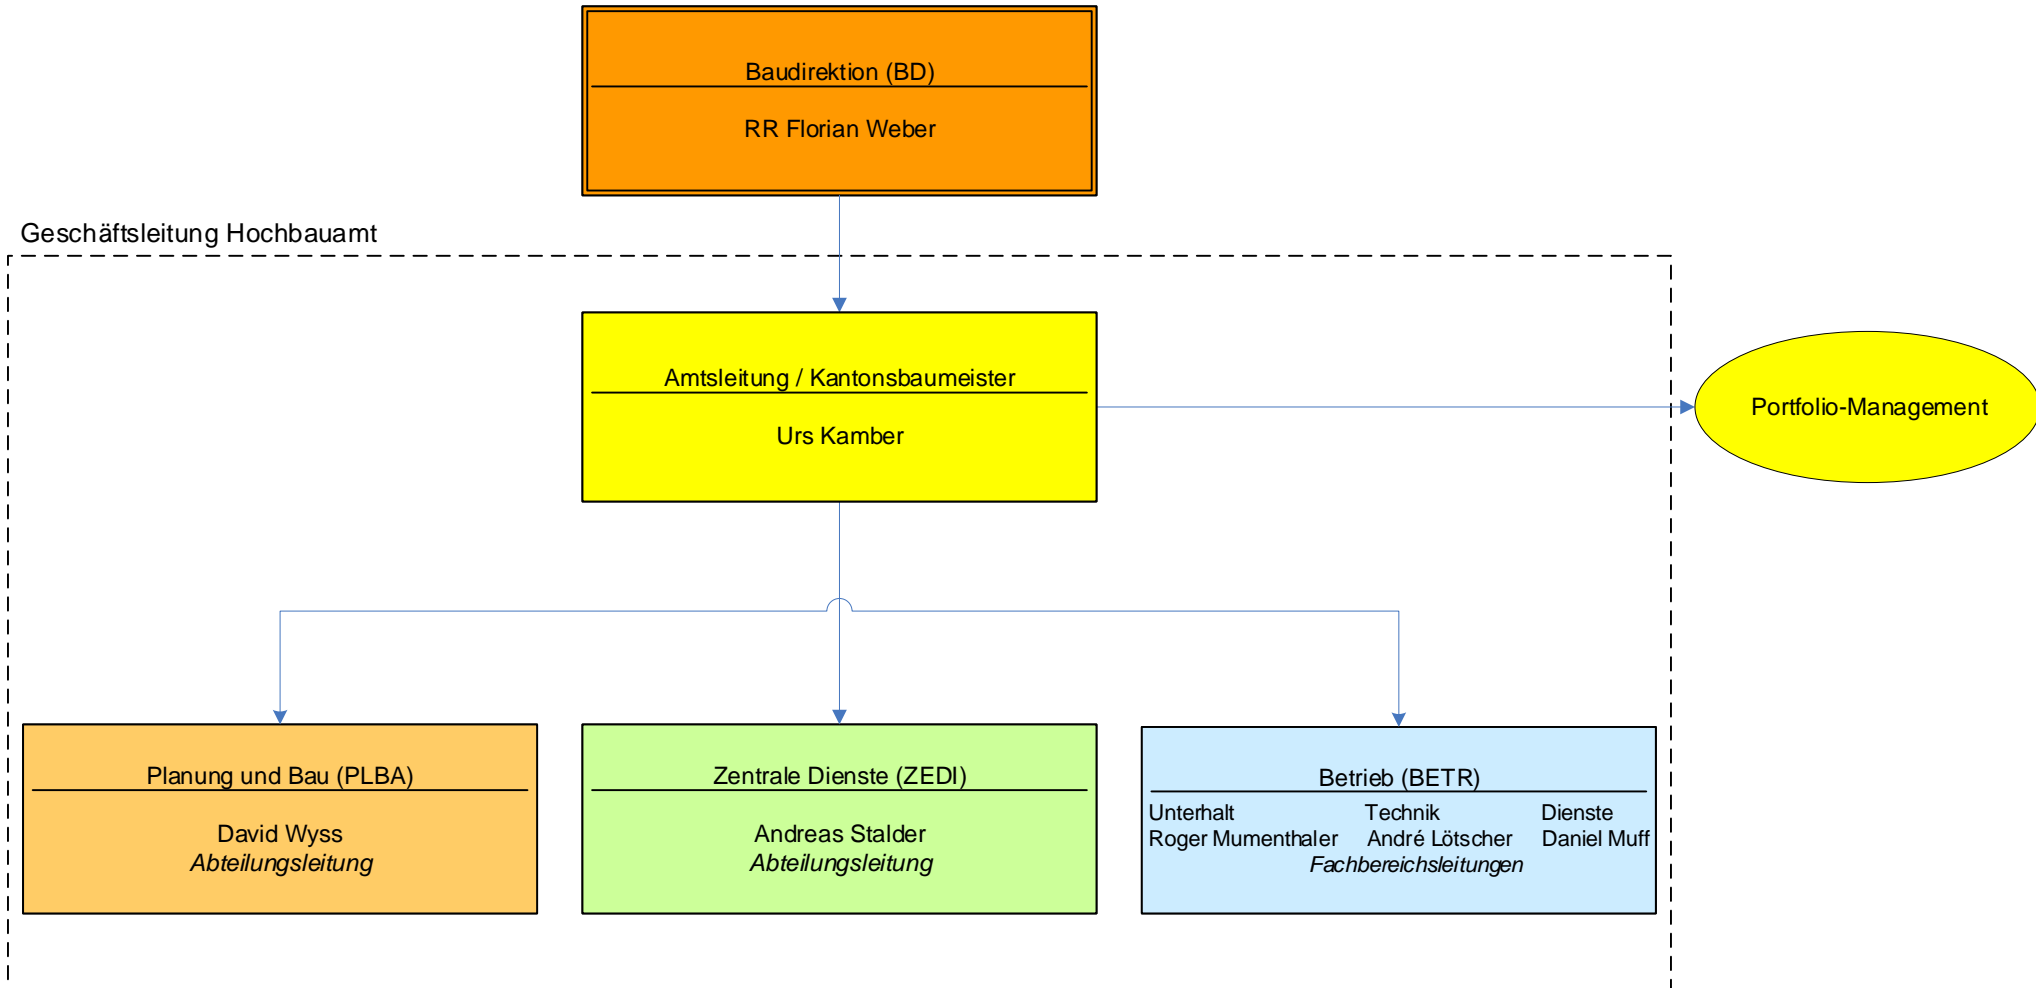 Baudirektion (BD)
RR Florian Weber
Geschäftsleitung Hochbauamt
Amtsleitung / Kantonsbaumeister
Urs Kamber
Portfolio-Management
Planung und Bau (PLBA)
David Wyss
Abteilungsleitung
Zentrale Dienste (ZEDI)
Andreas Stalder
Abteilungsleitung
Betrieb (BETR)
Unterhalt Technik Dienste
Roger Mumenthaler André Lötscher Daniel Muff
Fachbereichsleitungen